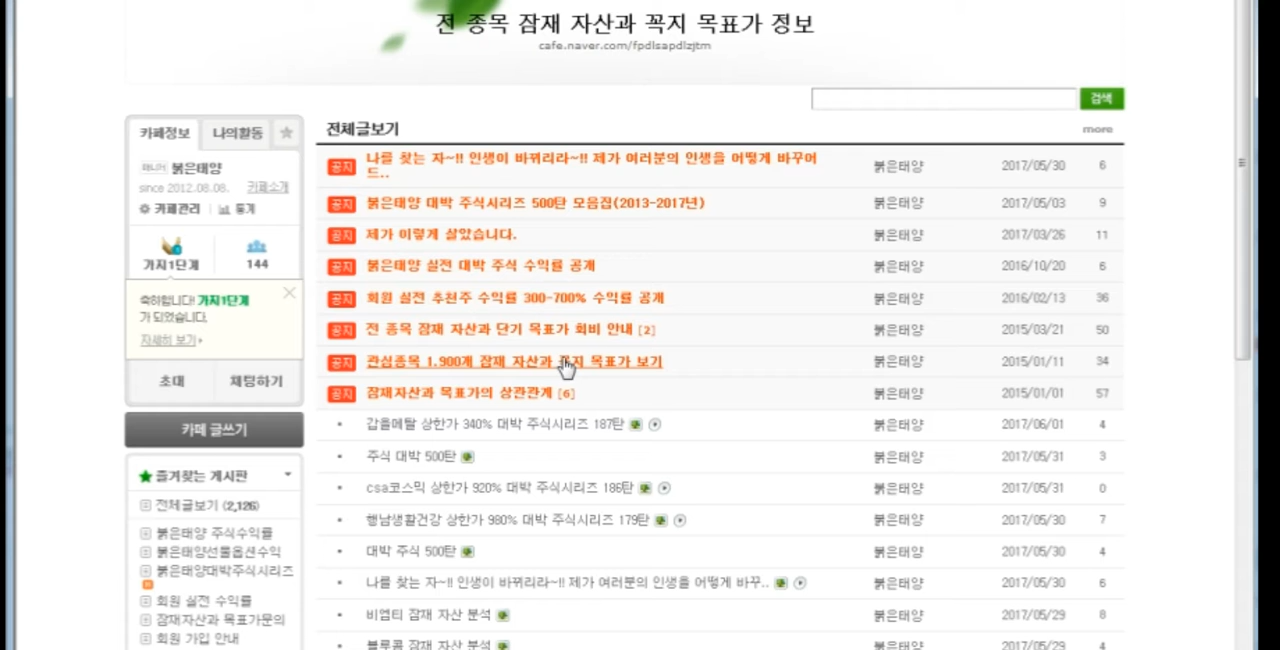 전 종목 잠재 자산과 꼭지 목표가 정보
cafe.naver.com/fpdlsapdlzjtm
검색
카페정보 나의활동
전체글보기 more
매니저 붉은태양
since 2012.08.08. 카페소개
카페관리 통계
가지1단계 144
축하합니다! 가지1단계
가 되었습니다.
자세히 보기
초대 채팅하기
카페 글쓰기
즐겨찾는 게시판
전체글보기 (2,126)
붉은태양 주식수익률
붉은태양선물옵션수익
붉은태양대박주식시리즈
회원 실전 수익률
잠재자산과 목표가문의
회원 가입 안내
공지 나를 찾는 자~!! 인생이 바뀌리라~!! 제가 여러분의 인생을 어떻게 바꾸어 붉은태양 2017/05/30 6
드..
공지 붉은태양 대박 주식시리즈 500탄 모음집(2013-2017년) 붉은태양 2017/05/03 9
공지 제가 이렇게 살았습니다. 붉은태양 2017/03/26 11
공지 붉은태양 실전 대박 주식 수익률 공개 붉은태양 2016/10/20 6
공지 회원 실전 추천주 수익률 300-700% 수익률 공개 붉은태양 2016/02/13 36
공지 전 종목 잠재 자산과 단기 목표가 회비 안내 [2] 붉은태양 2015/03/21 50
공지 관심종목 1.900개 잠재 자산과 꼭지 목표가 보기 붉은태양 2015/01/11 34
공지 잠재자산과 목표가의 상관관계 [6] 붉은태양 2015/01/01 57
갑을메탈 상한가 340% 대박 주식시리즈 187탄 붉은태양 2017/06/01 4
주식 대박 500탄 붉은태양 2017/05/31 3
csa코스믹 상한가 920% 대박 주식시리즈 186탄 붉은태양 2017/05/31 0
행남생활건강 상한가 980% 대박 주식시리즈 179탄 붉은태양 2017/05/30 7
대박 주식 500탄 붉은태양 2017/05/30 4
나를 찾는 자~!! 인생이 바뀌리라~!! 제가 여러분의 인생을 어떻게 바꾸.. 붉은태양 2017/05/30 6
비엠티 잠재 자산 분석 붉은태양 2017/05/29 8
블루콤 잠재 자산 분석 붉은태양 2017/05/29 4